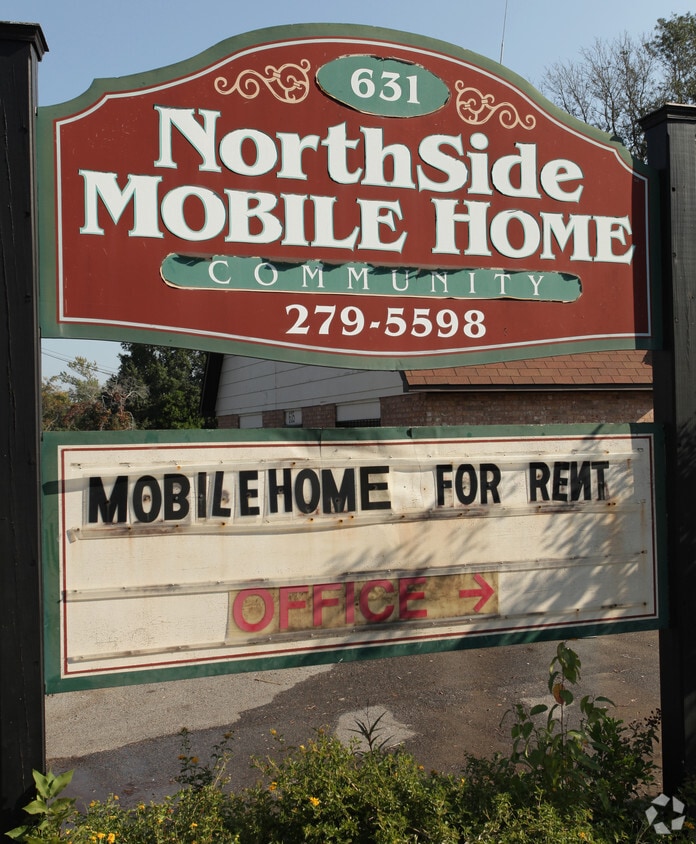 631
NorthSide
Mobile Home
COMMUNITY
279-5598
MOBILEHOME FOR RENT
OFFICE →